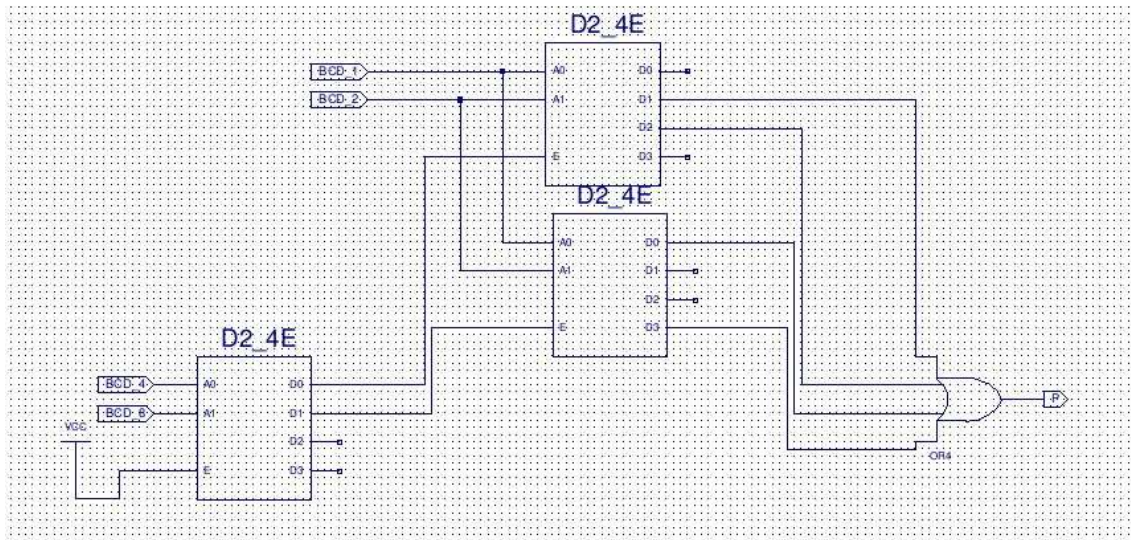 D2_4E
BCD_1
A0
D0
BCD_2
A1
D1
D2
E
D3
D2_4E
A0
D0
A1
D1
D2
E
D3
D2_4E
BCD_4
A0
D0
BCD_6
A1
D1
VCC
D2
E
D3
P
OR4